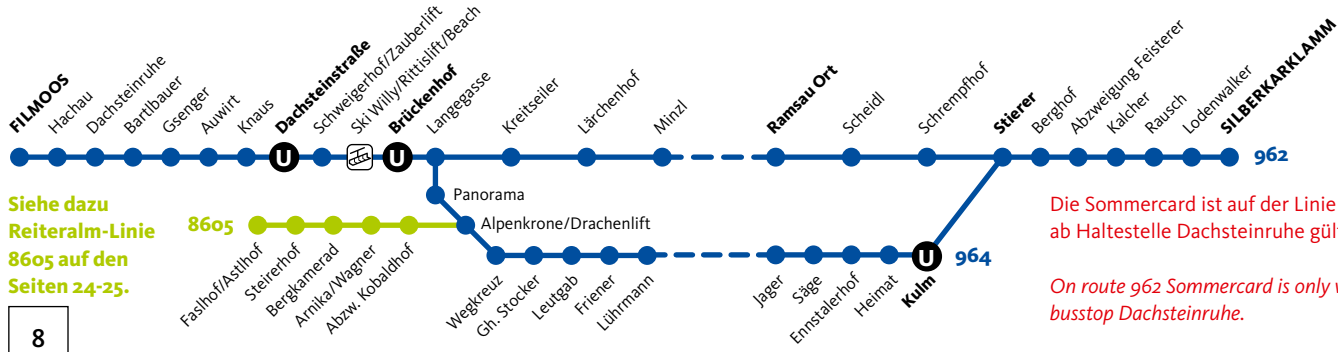 FILMOOS
Hachau
Dachsteinruhe
Bartlbauer
Gsenger
Auwirt
Knaus
Dachsteinstraße
Schweigerhof/Zauberlift
Ski Willy/Rittislift/Beach
Brückenhof
Langegasse
Kreitseiler
Lärchenhof
Minzl
Ramsau Ort
Scheidl
Schrempfhof
Stierer
Berghof
Abzweigung Feisterer
Kalcher
Rausch
Lodenwalker
SILBERKARKLAMM
U
U
962
Panorama
Siehe dazu
Reiteralm-Linie
8605 auf den
Seiten 24-25.
8605
Alpenkrone/Drachenlift
Faslhof/Astlhof
Steirerhof
Bergkamerad
Arnika/Wagner
Abzw. Kobaldhof
Wegkreuz
Gh. Stocker
Leutgab
Friener
Lührmann
Jager
Säge
Ennstalerhof
Heimat
U
Kulm
964
Die Sommercard ist auf der Linie
ab Haltestelle Dachsteinruhe
On route 962 Sommercard is only
busstop Dachsteinruhe.
8